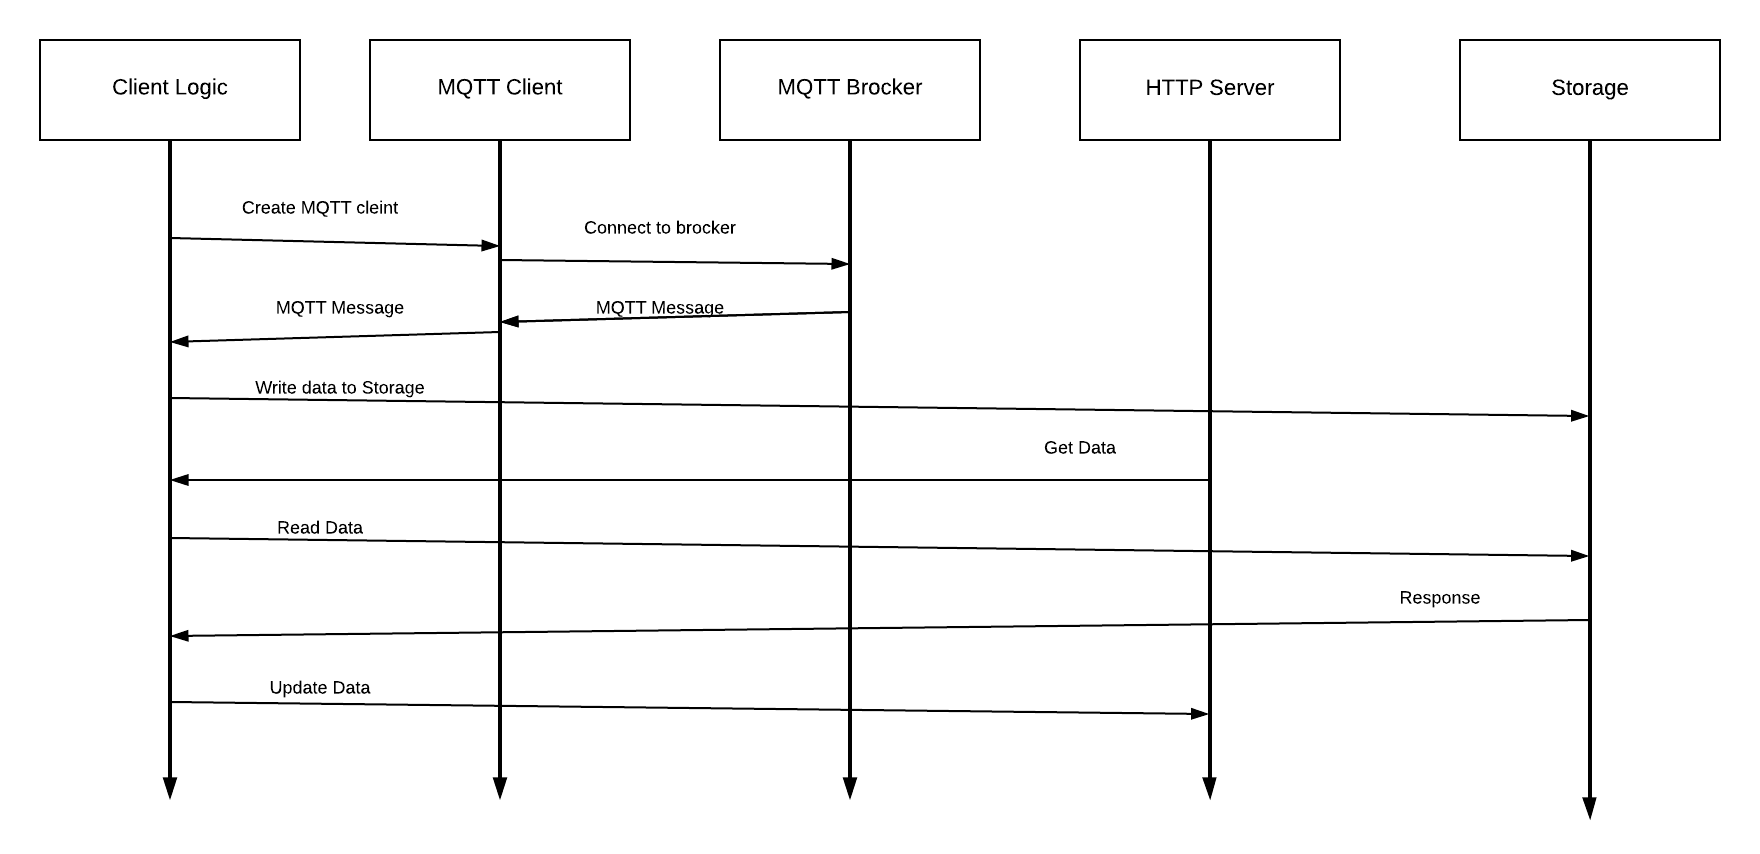 Client Logic
MQTT Client
MQTT Brocker
HTTP Server
Storage
Create MQTT cleint
Connect to brocker
MQTT Message
MQTT Message
Write data to Storage
Get Data
Read Data
Response
Update Data